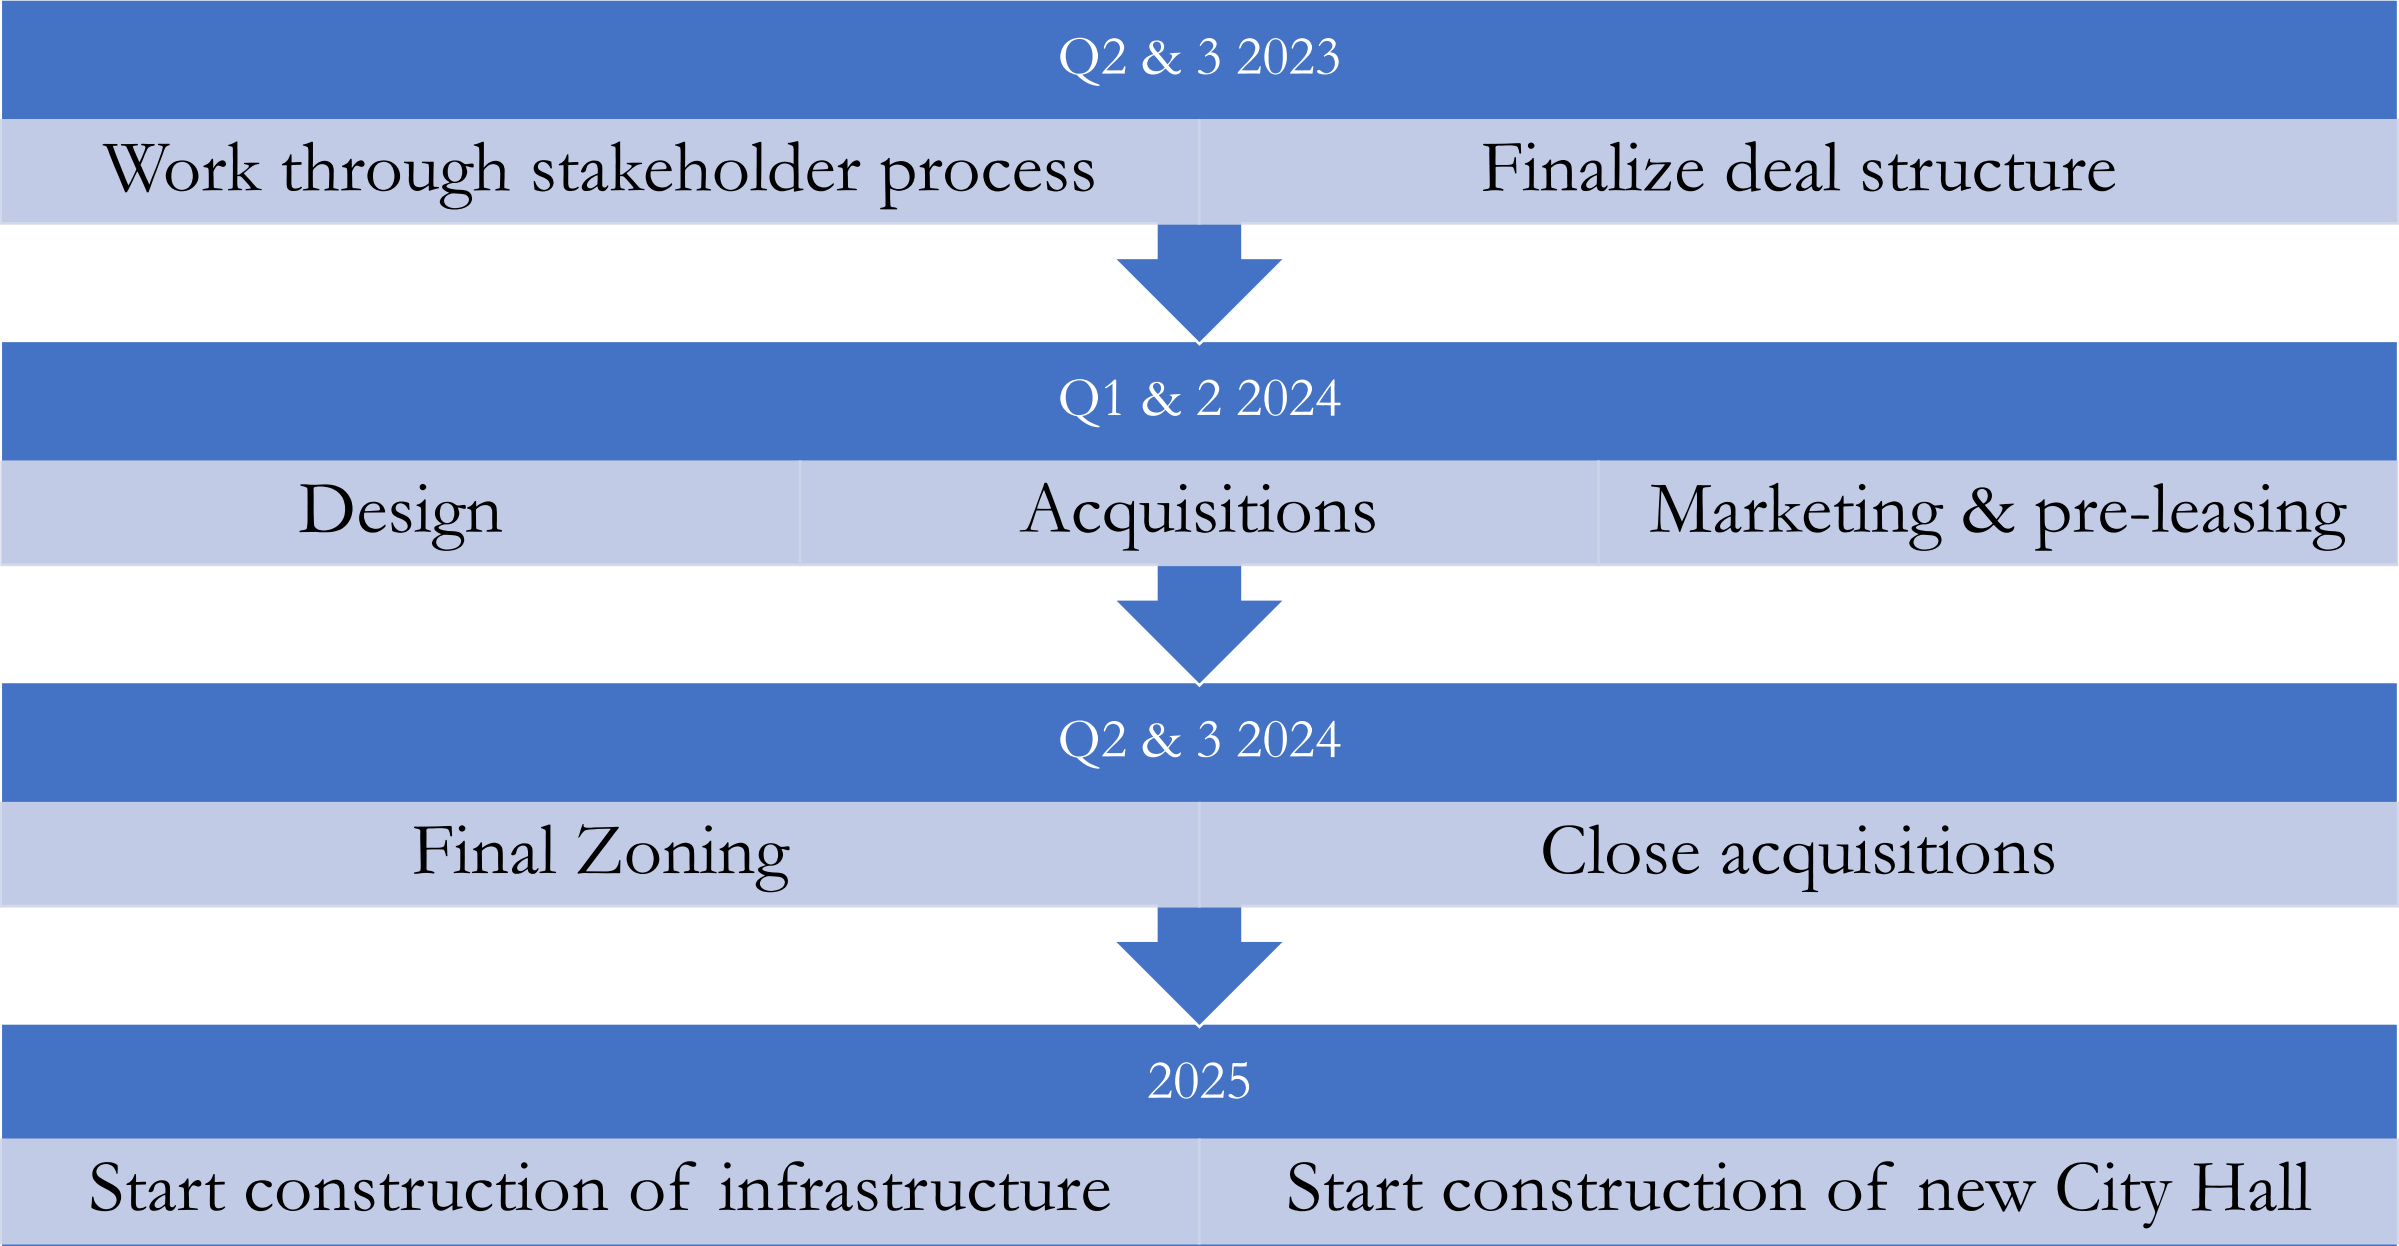 Q2 & 3 2023
Work through stakeholder process
Finalize deal structure
Q1 & 2 2024
Design
Acquisitions
Marketing & pre-leasing
Q2 & 3 2024
Final Zoning
Close acquisitions
2025
Start construction of infrastructure
Start construction of new City Hall